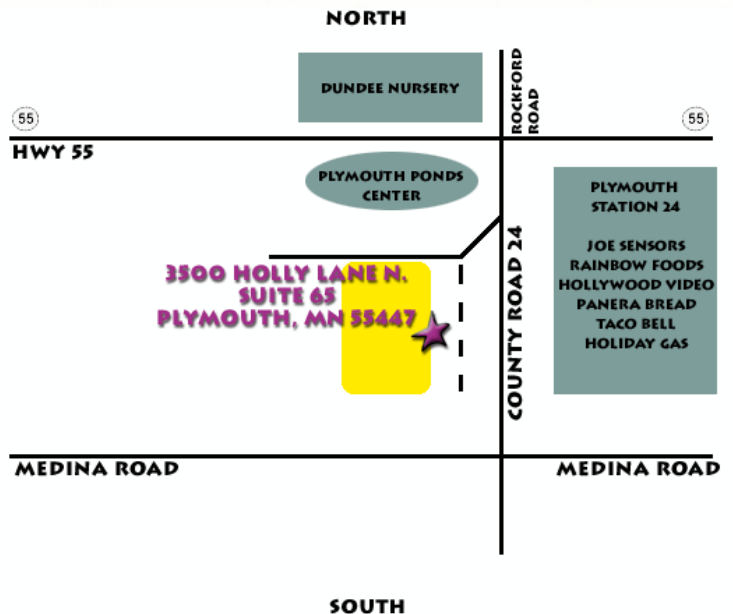 NORTH
DUNDEE NURSERY
ROCKFORD
ROAD
55
55
HWY 55
PLYMOUTH PONDS
CENTER
PLYMOUTH
STATION 24
JOE SENSORS
RAINBOW FOODS
HOLLYWOOD VIDEO
PANERA BREAD
TACO BELL
HOLIDAY GAS
3500 HOLLY LANE N.
SUITE 65
PLYMOUTH, MN 55447
COUNTY ROAD 24
MEDINA ROAD
MEDINA ROAD
SOUTH